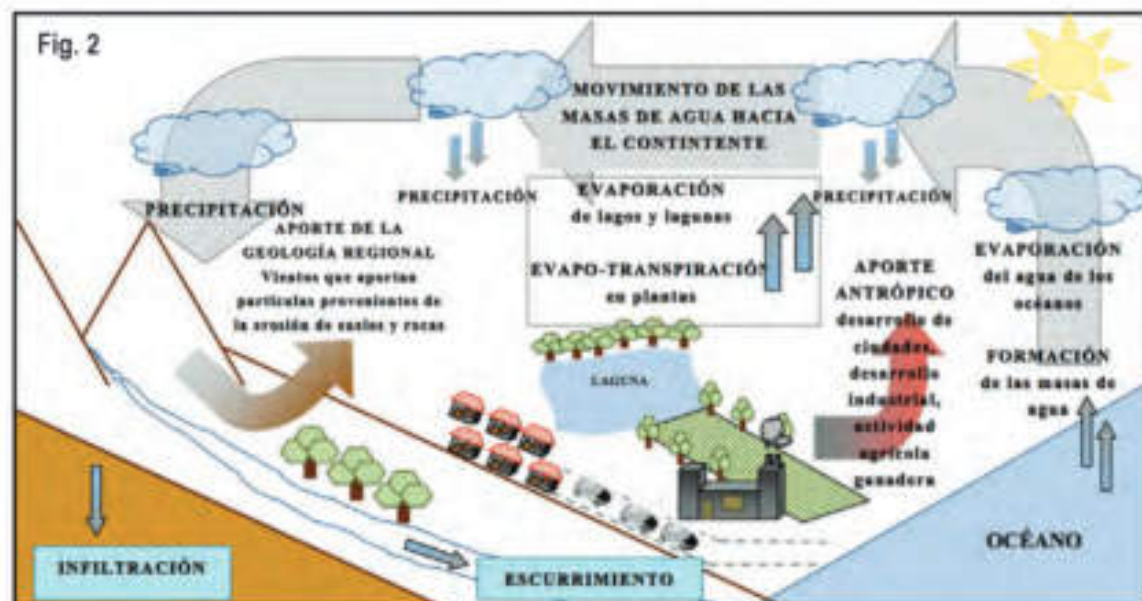 Fig. 2
MOVIMIENTO DE LAS
MASAS DE AGUA HACIA
EL CONTINTENTE
PRECIPITACIÓN
PRECIPITACIÓN
PRECIPITACIÓN
APORTE DE LA
GEOLOGÍA REGIONAL
Vientos que aportan
partículas provenientes de
la erosión de suelos y rocas
EVAPORACIÓN
de lagos y lagunas
EVAPO-TRANSPIRACIÓN
en plantas
APORTE
ANTRÓPICO
desarrollo de
ciudades,
desarrollo
industrial,
actividad
agrícola
ganadera
EVAPORACIÓN
del agua de los
océanos
FORMACIÓN
de las masas de
agua
LAGUNA
OCÉANO
INFILTRACIÓN
ESCURRIMIENTO